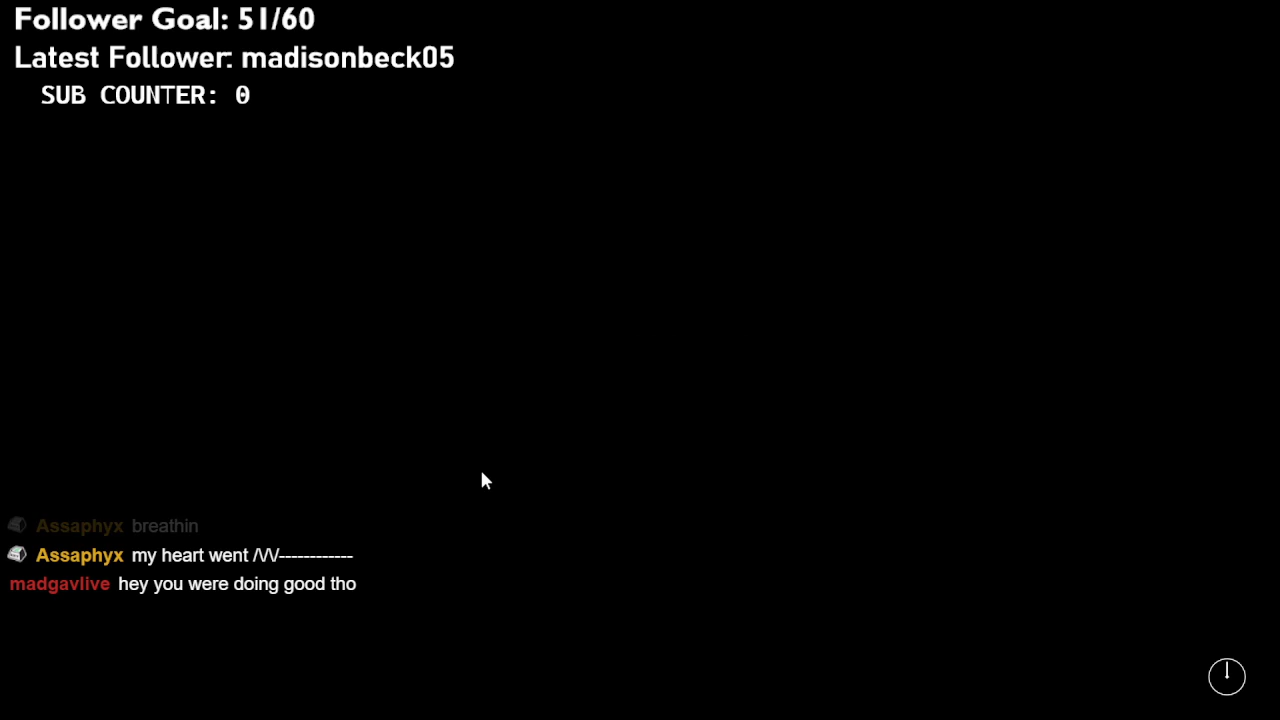 Follower Goal: 51/60
Latest Follower: madisonbeck05
SUB COUNTER: 0
Assaphyx breathin
Assaphyx my heart went /\/\/------------
madgavlive hey you were doing good tho